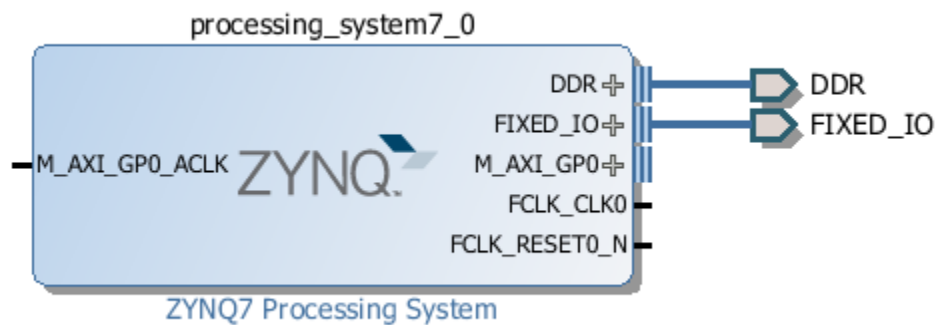 processing_system7_0
DDR
DDR
FIXED_IO
FIXED_IO
M_AXI_GP0_ACLK
ZYNQ
M_AXI_GP0
FCLK_CLK0
FCLK_RESET0_N
ZYNQ7 Processing System